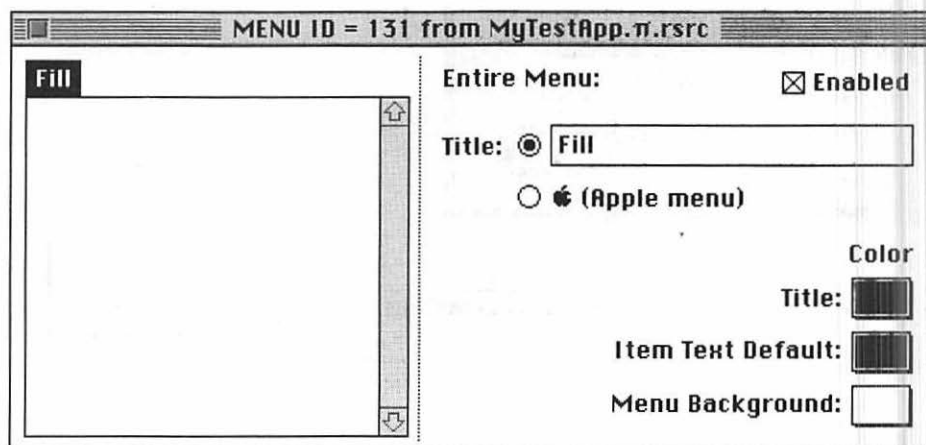 MENU ID = 131 from MyTestApp.π.rsrc
Fill
Entire Menu:
Enabled
Title:
Fill
(Apple menu)
Color
Title:
Item Text Default:
Menu Background: